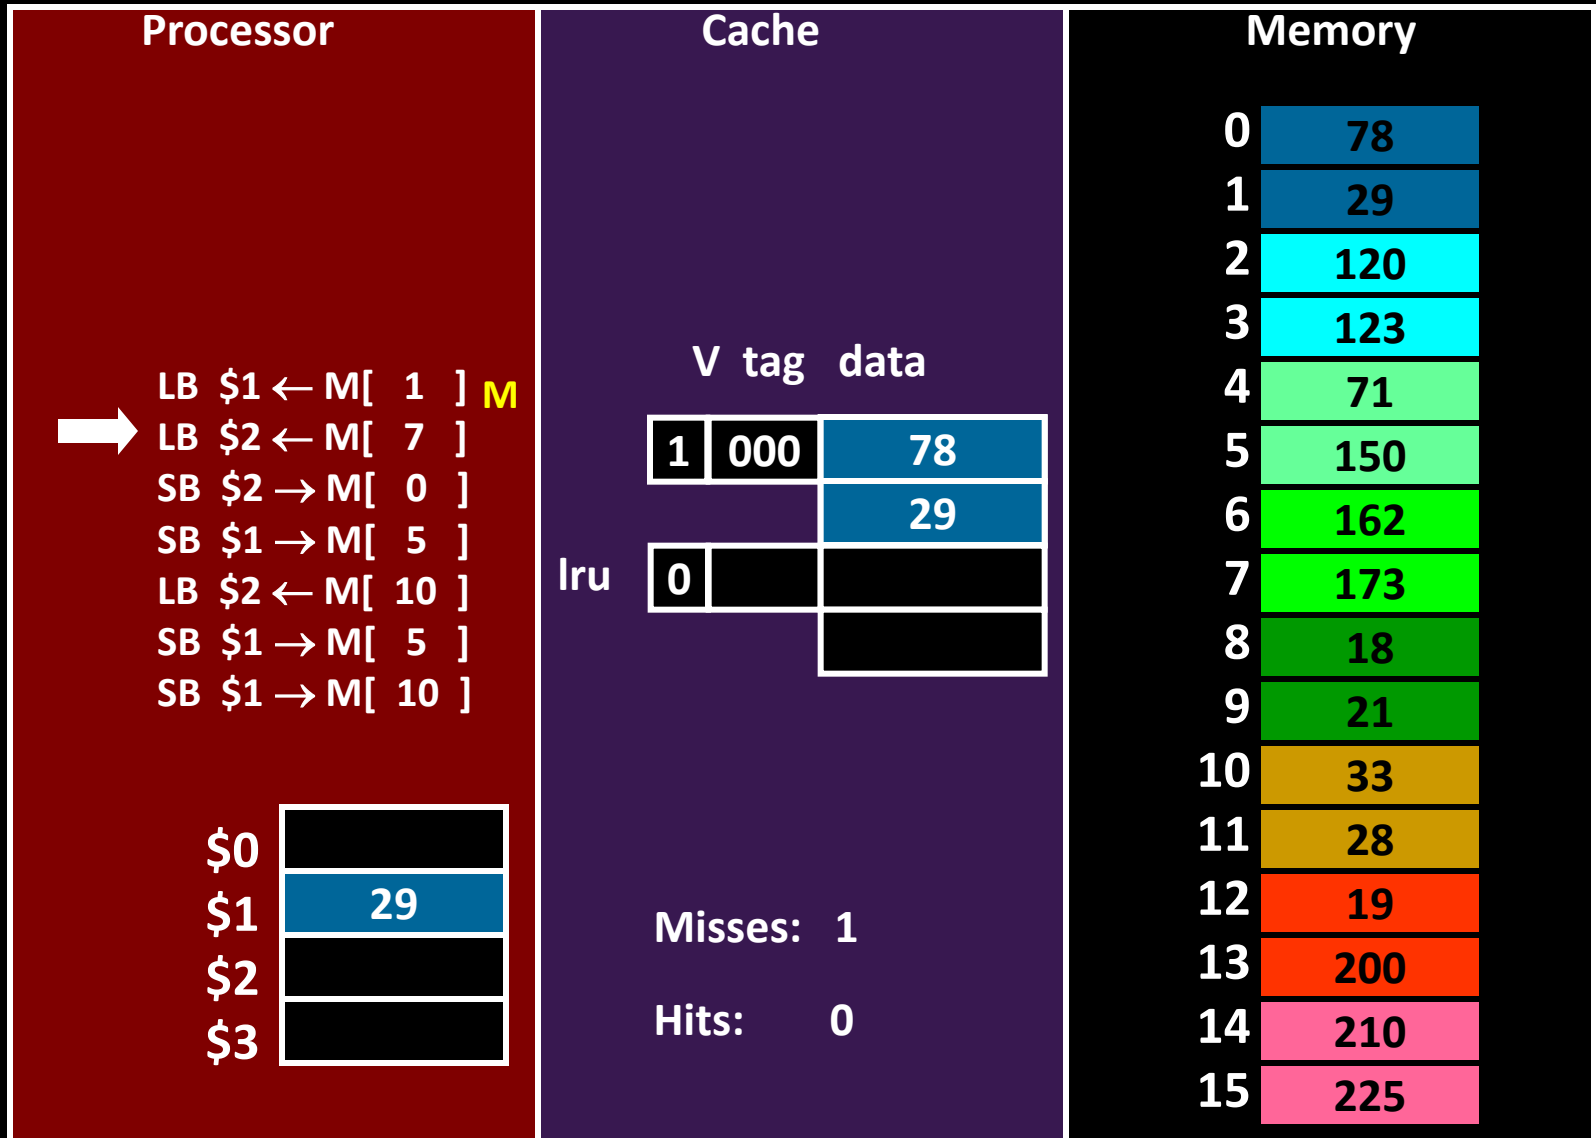 Processor
LB $1 ← M[ 1 ] M
LB $2 ← M[ 7 ]
SB $2 → M[ 0 ]
SB $1 → M[ 5 ]
LB $2 ← M[ 10 ]
SB $1 → M[ 5 ]
SB $1 → M[ 10 ]
$0
$1 29
$2
$3
Cache
V tag data
1 000 78
29
lru 0
Misses: 1
Hits: 0
Memory
0 78
1 29
2 120
3 123
4 71
5 150
6 162
7 173
8 18
9 21
10 33
11 28
12 19
13 200
14 210
15 225